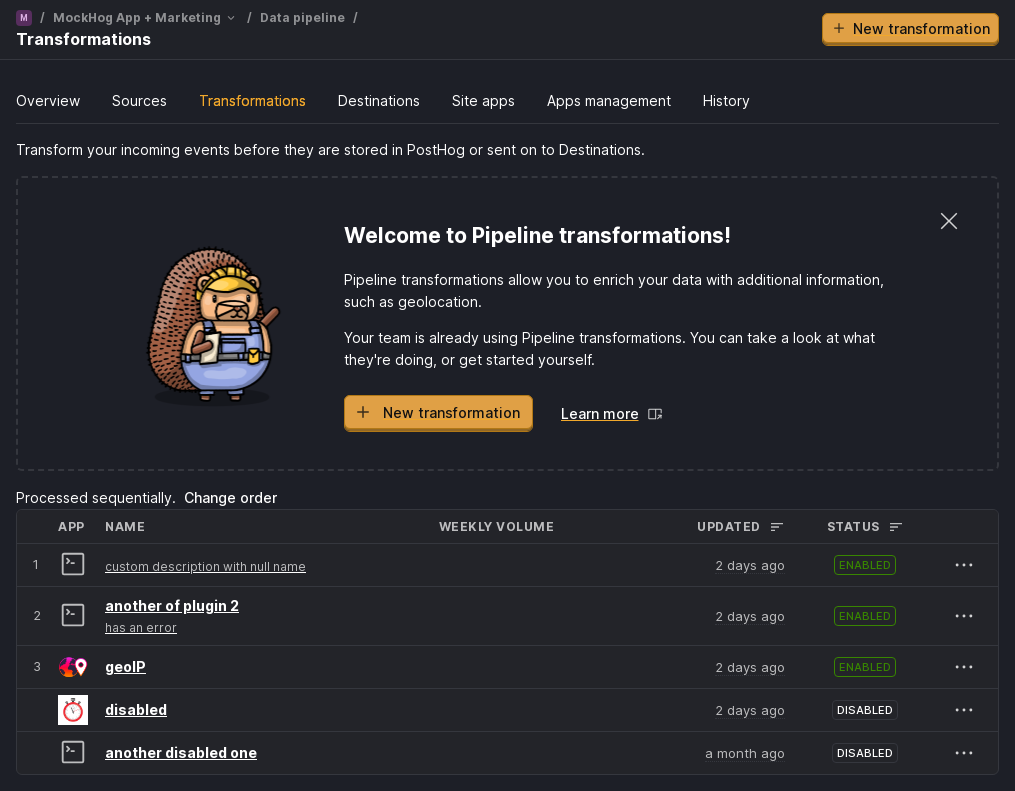 M / MockHog App + Marketing / Data pipeline /
Transformations
+ New transformation
Overview Sources Transformations Destinations Site apps Apps management History
Transform your incoming events before they are stored in PostHog or sent on to Destinations.
Welcome to Pipeline transformations!
Pipeline transformations allow you to enrich your data with additional information,
such as geolocation.
Your team is already using Pipeline transformations. You can take a look at what
they're doing, or get started yourself.
+ New transformation Learn more
Processed sequentially. Change order
APP NAME WEEKLY VOLUME UPDATED STATUS
1 custom description with null name 2 days ago ENABLED
2 another of plugin 2 2 days ago ENABLED
has an error
3 geoIP 2 days ago ENABLED
disabled 2 days ago DISABLED
another disabled one a month ago DISABLED